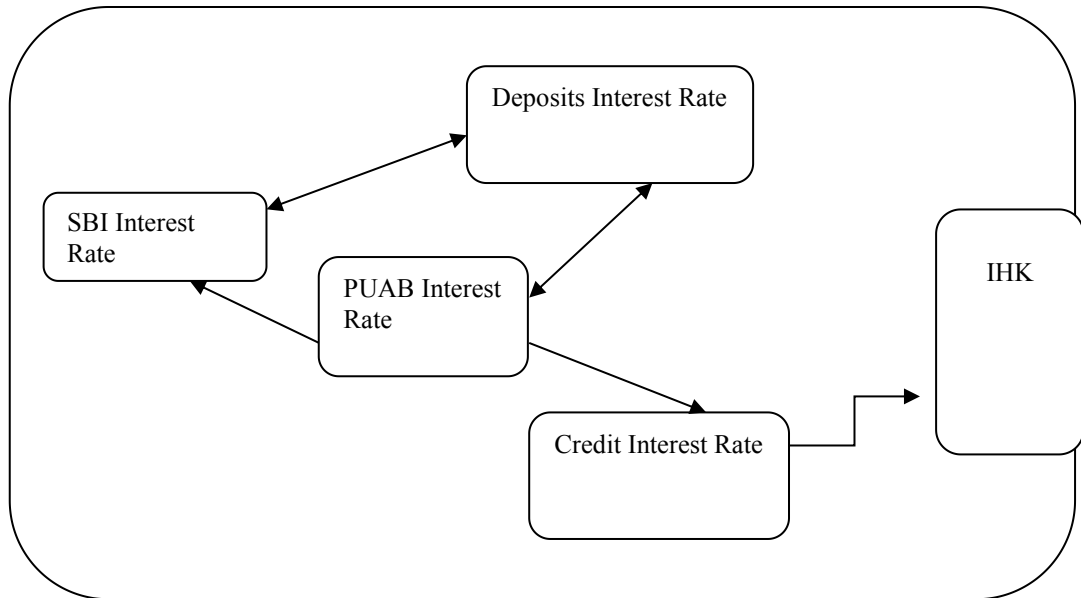 Deposits Interest Rate
SBI Interest
Rate
PUAB Interest
Rate
IHK
Credit Interest Rate